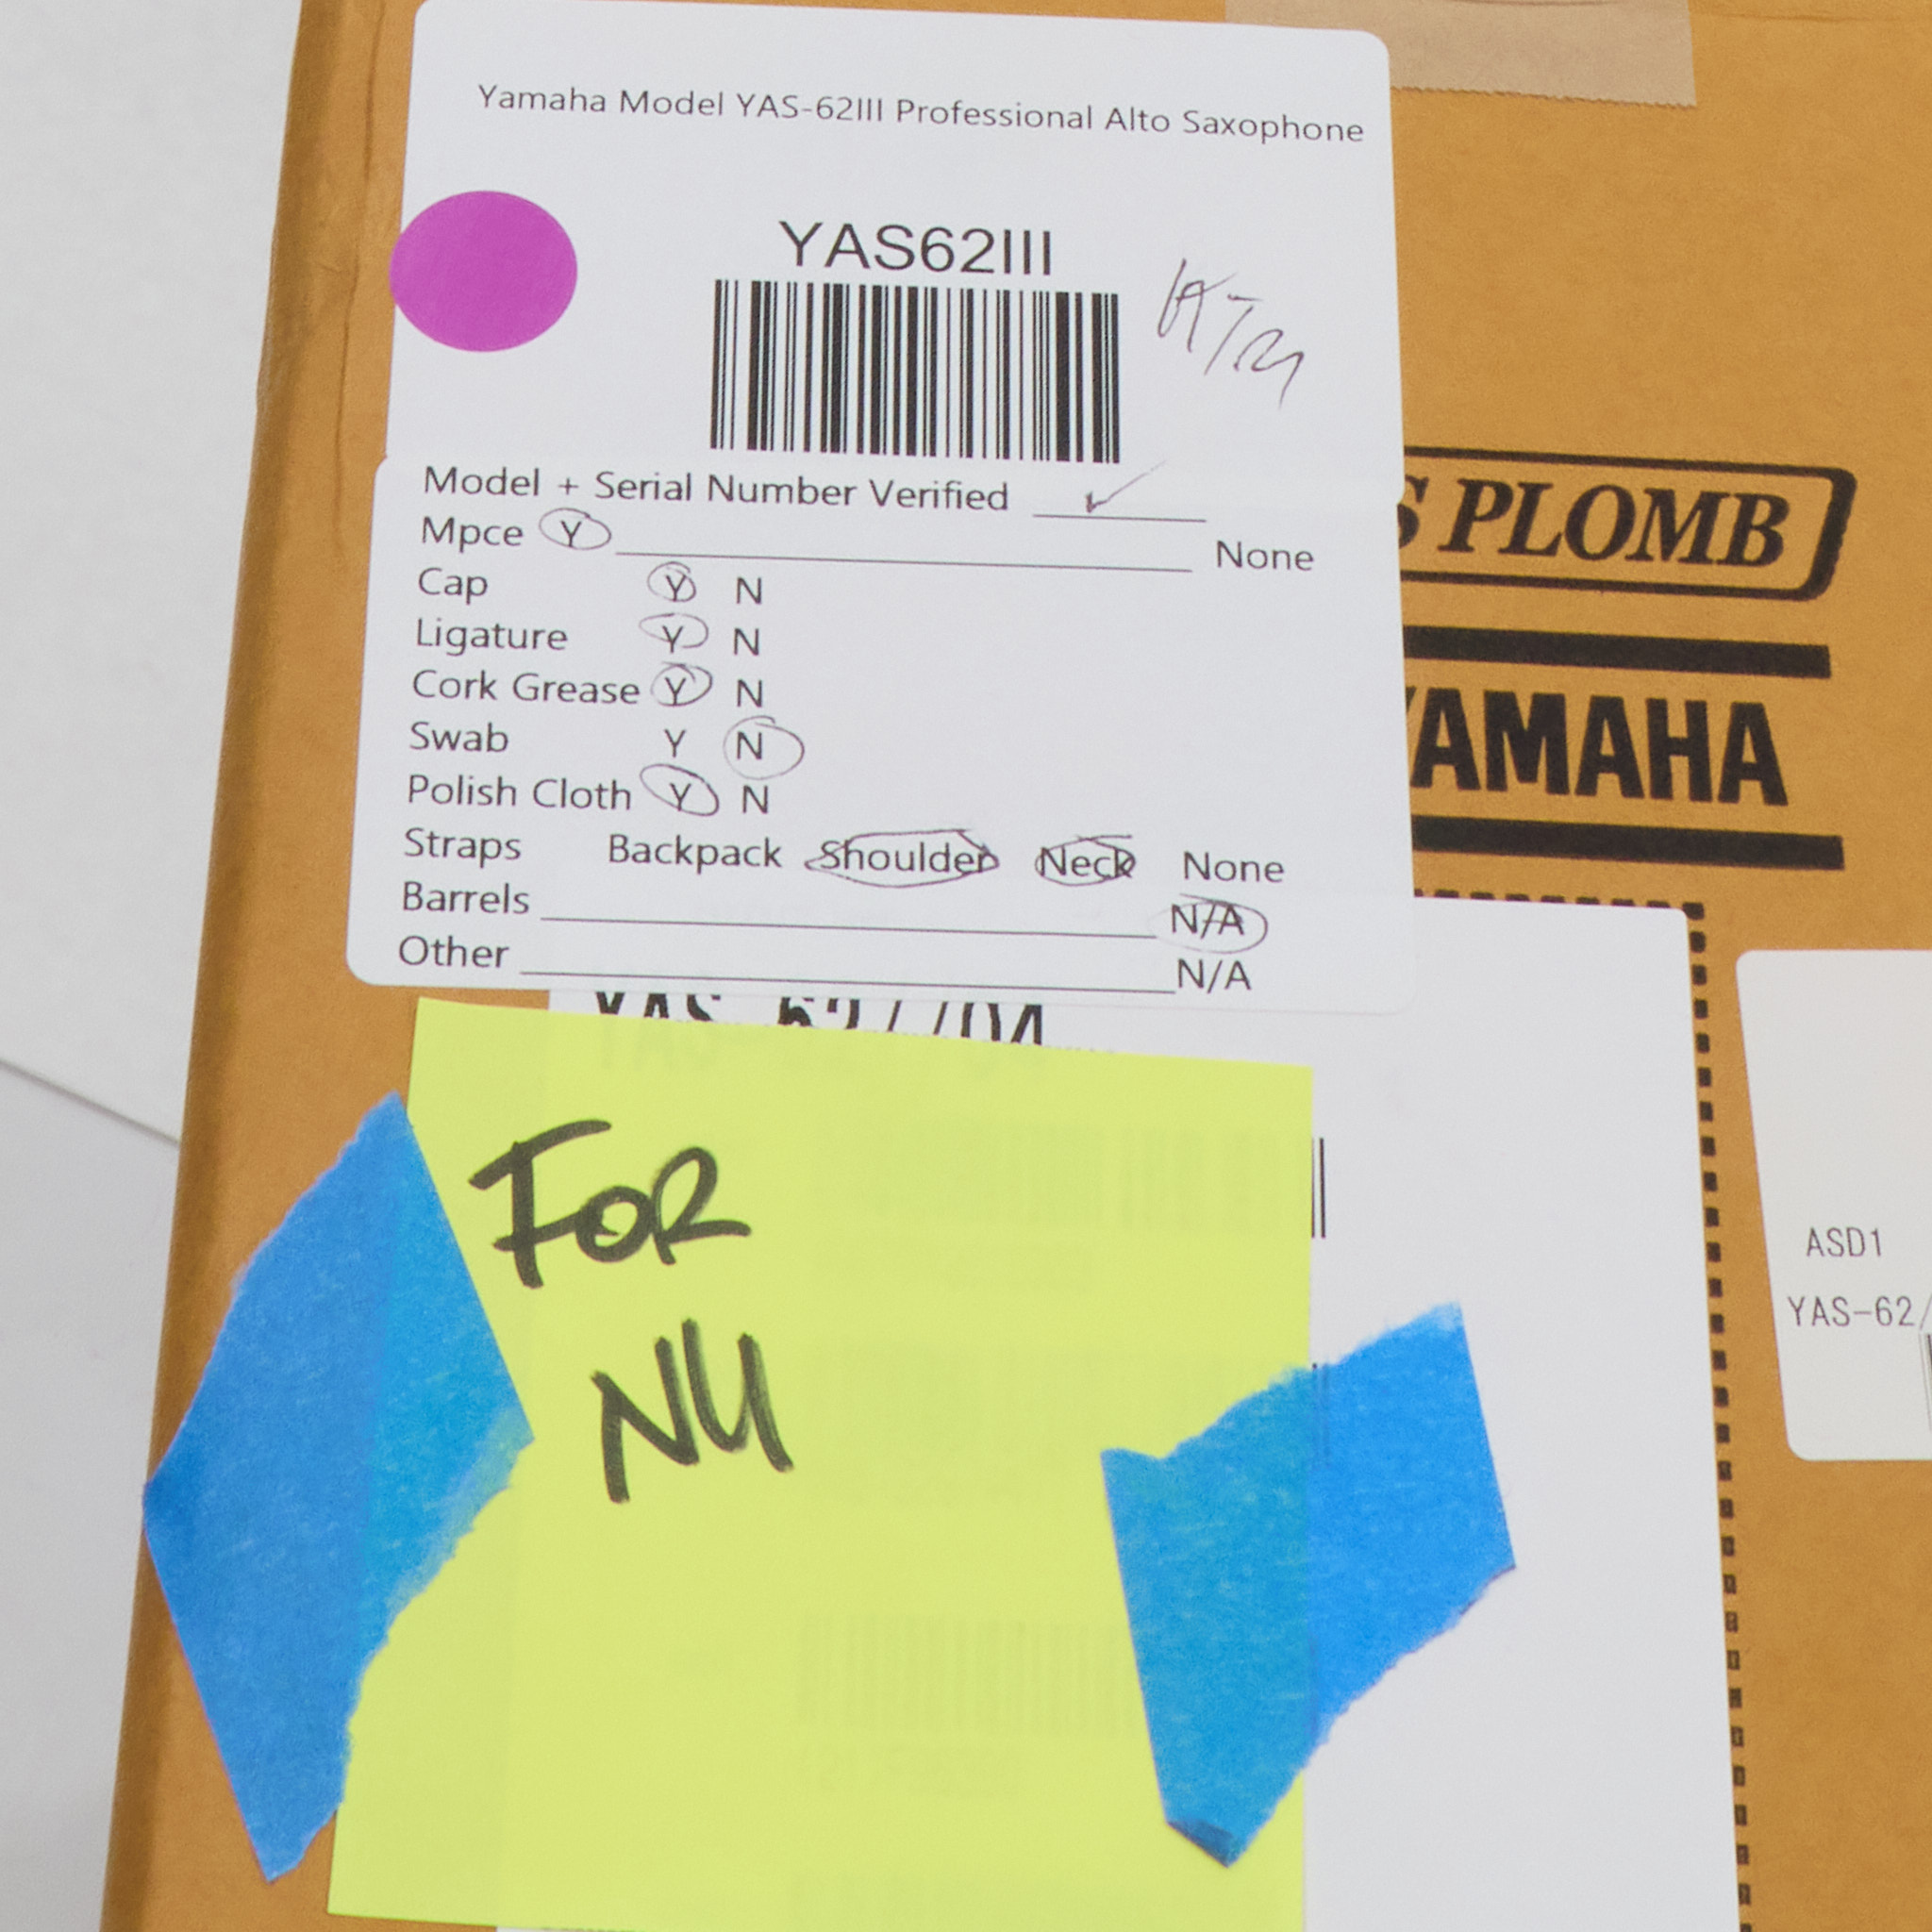 Yamaha Model YAS-62III Professional Alto Saxophone
YAS62III
Model + Serial Number Verified ✓
Mpce Y None
Cap Y N
Ligature Y N
Cork Grease Y N
Swab Y N
Polish Cloth Y N
Straps Backpack Shoulder Neck None
Barrels N/A
Other N/A
S PLOMB
YAMAHA
FOR
NU
ASD1
YAS-62/